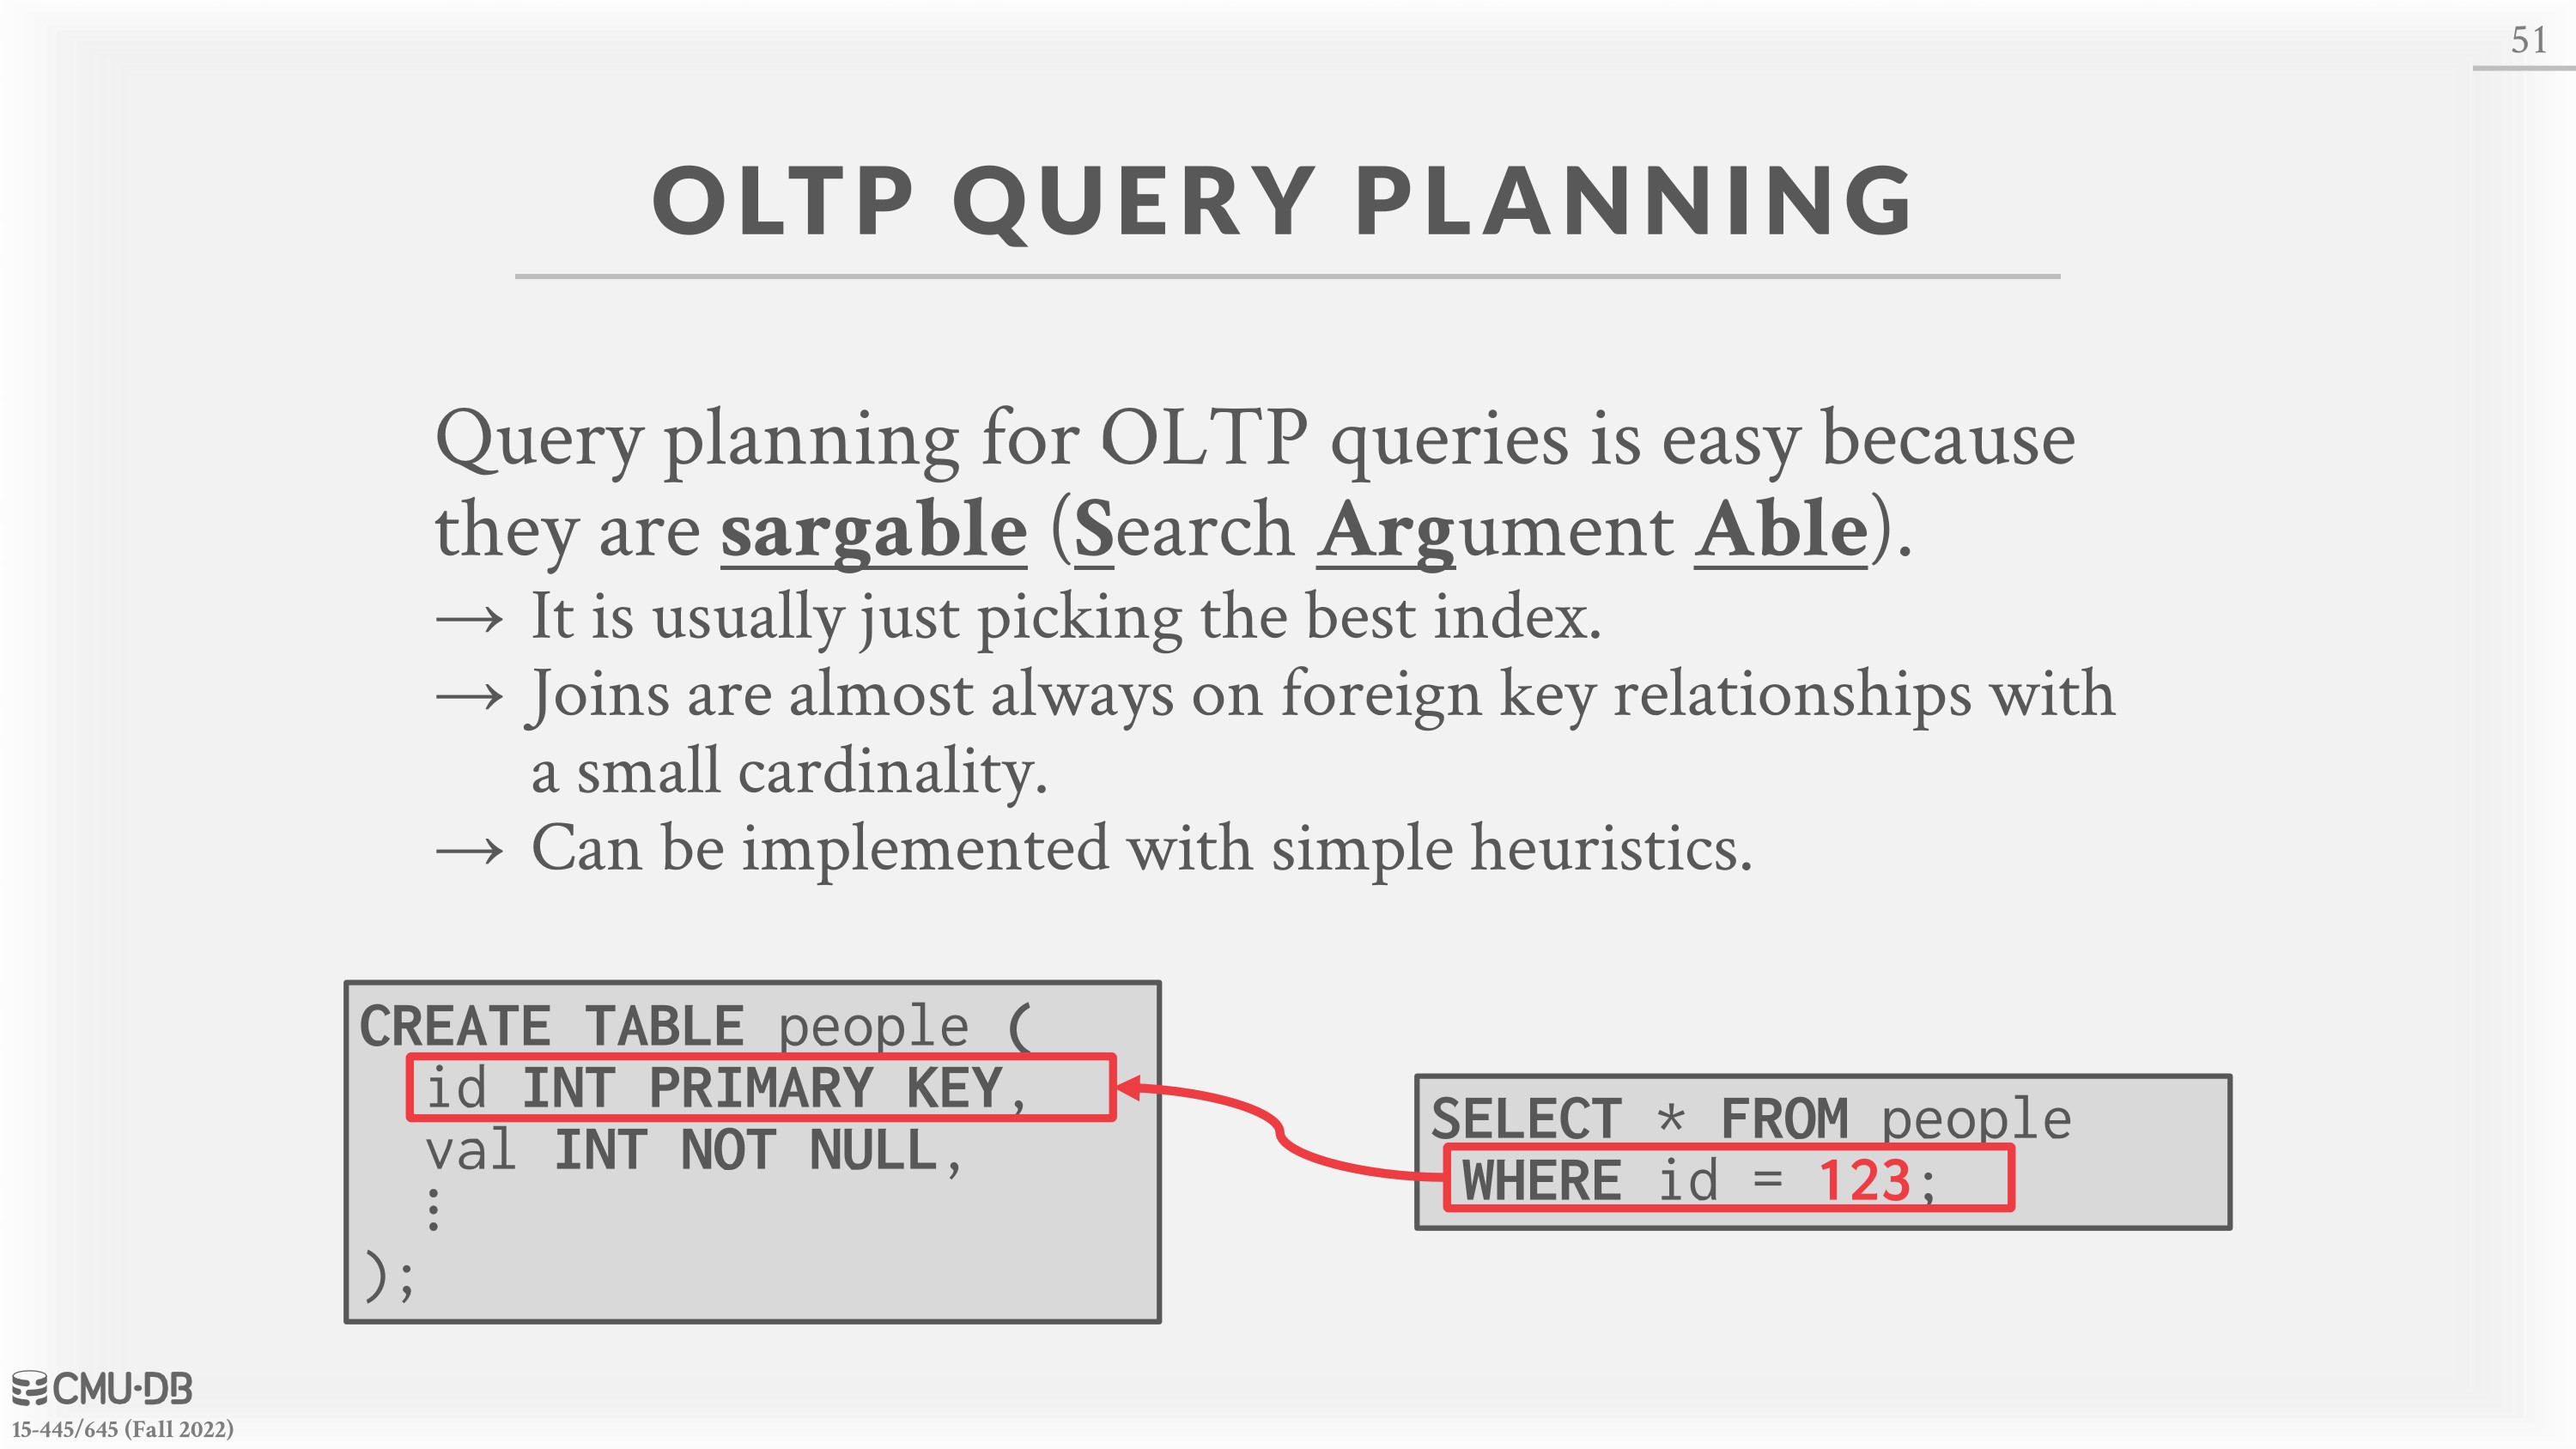 51
OLTP QUERY PLANNING
Query planning for OLTP queries is easy because
they are sargable (Search Argument Able).
→ It is usually just picking the best index.
→ Joins are almost always on foreign key relationships with
a small cardinality.
→ Can be implemented with simple heuristics.
CREATE TABLE people (
id INT PRIMARY KEY,
val INT NOT NULL,
⋮
);
SELECT * FROM people
WHERE id = 123;
CMU·DB
15-445/645 (Fall 2022)